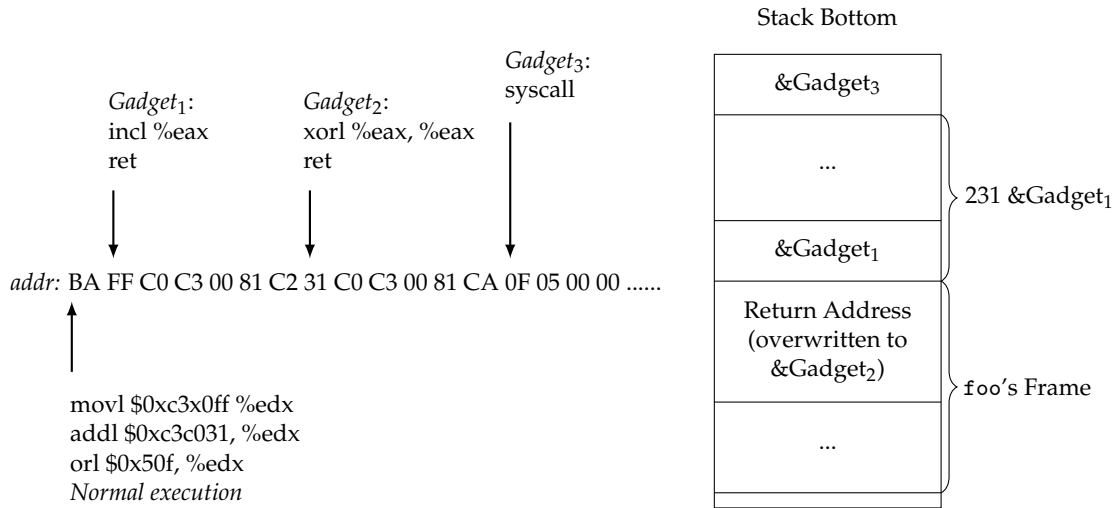 Stack Bottom
Gadget₃:
syscall
Gadget₁:
incl %eax
ret
Gadget₂:
xorl %eax, %eax
ret
addr: BA FF C0 C3 00 81 C2 31 C0 C3 00 81 CA 0F 05 00 00 ......
movl $0xc3x0ff %edx
addl $0xc3c031, %edx
orl $0x50f, %edx
Normal execution
&Gadget₃
...
231 &Gadget₁
&Gadget₁
Return Address
(overwritten to
&Gadget₂)
foo's Frame
...